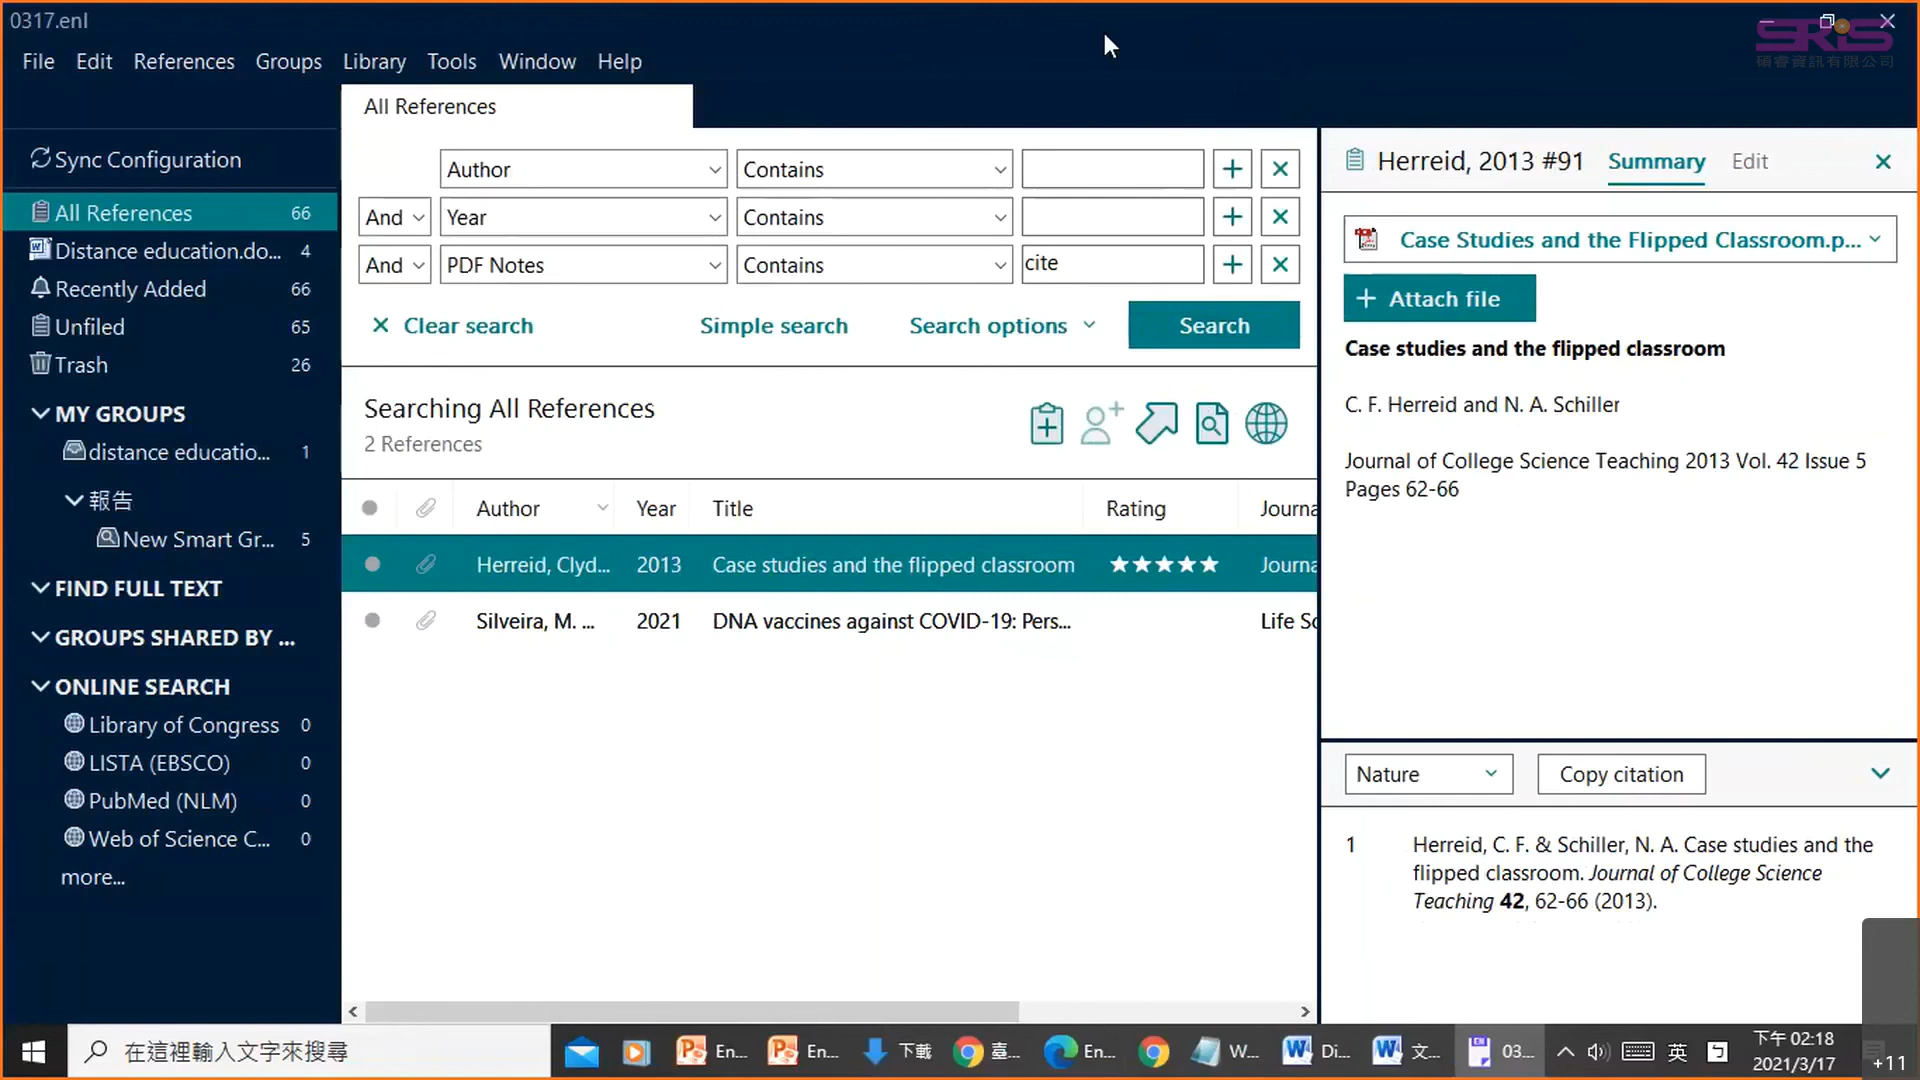 0317.enl
SRIS
碩睿資訊有限公司
File Edit References Groups Library Tools Window Help
All References
Sync Configuration
All References 66
Distance education.do... 4
Recently Added 66
Unfiled 65
Trash 26
MY GROUPS
distance educatio... 1
報告
New Smart Gr... 5
FIND FULL TEXT
GROUPS SHARED BY ...
ONLINE SEARCH
Library of Congress 0
LISTA (EBSCO) 0
PubMed (NLM) 0
Web of Science C... 0
more...
Author Contains
And Year Contains
And PDF Notes Contains cite
Clear search Simple search Search options Search
Searching All References
2 References
Author Year Title Rating Journa
Herreid, Clyd... 2013 Case studies and the flipped classroom ★★★★★ Journa
Silveira, M. ... 2021 DNA vaccines against COVID-19: Pers... Life Sc
Herreid, 2013 #91 Summary Edit
Case Studies and the Flipped Classroom.p...
+ Attach file
Case studies and the flipped classroom
C. F. Herreid and N. A. Schiller
Journal of College Science Teaching 2013 Vol. 42 Issue 5
Pages 62-66
Nature Copy citation
1 Herreid, C. F. & Schiller, N. A. Case studies and the
flipped classroom. Journal of College Science
Teaching 42, 62-66 (2013).
在這裡輸入文字來搜尋 En... En... 下載 臺... En... W... Di... 文... 03... 英 ㄅ
下午 02:18
2021/3/17
+11